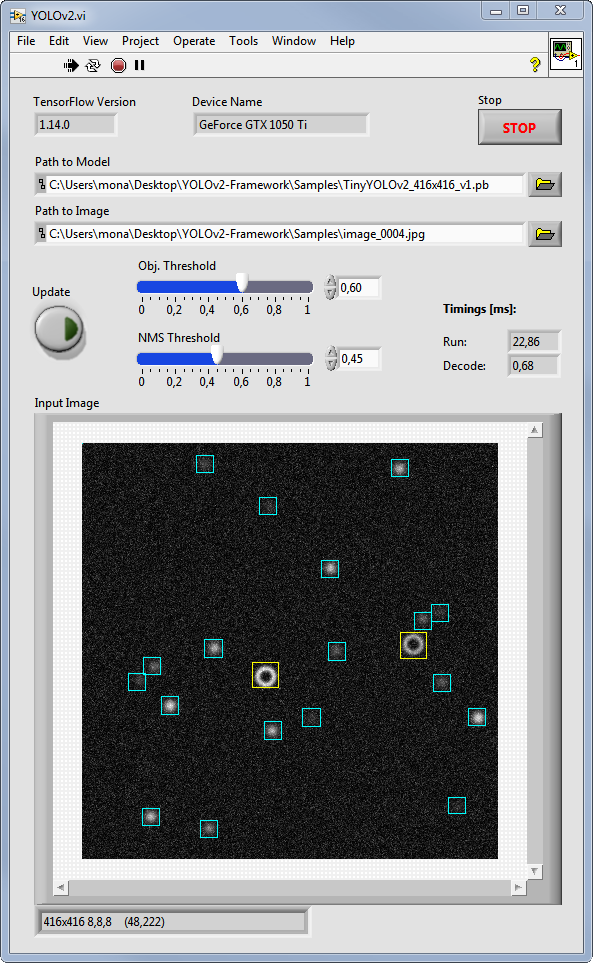 YOLOv2.vi
File Edit View Project Operate Tools Window Help
?
1
TensorFlow Version
Device Name
Stop
1.14.0
GeForce GTX 1050 Ti
STOP
Path to Model
C:\Users\mona\Desktop\YOLOv2-Framework\Samples\TinyYOLOv2_416x416_v1.pb
Path to Image
C:\Users\mona\Desktop\YOLOv2-Framework\Samples\image_0004.jpg
Update
Obj. Threshold
0,60
0 0,2 0,4 0,6 0,8 1
NMS Threshold
0,45
0 0,2 0,4 0,6 0,8 1
Timings [ms]:
Run: 22,86
Decode: 0,68
Input Image
416x416 8,8,8 (48,222)